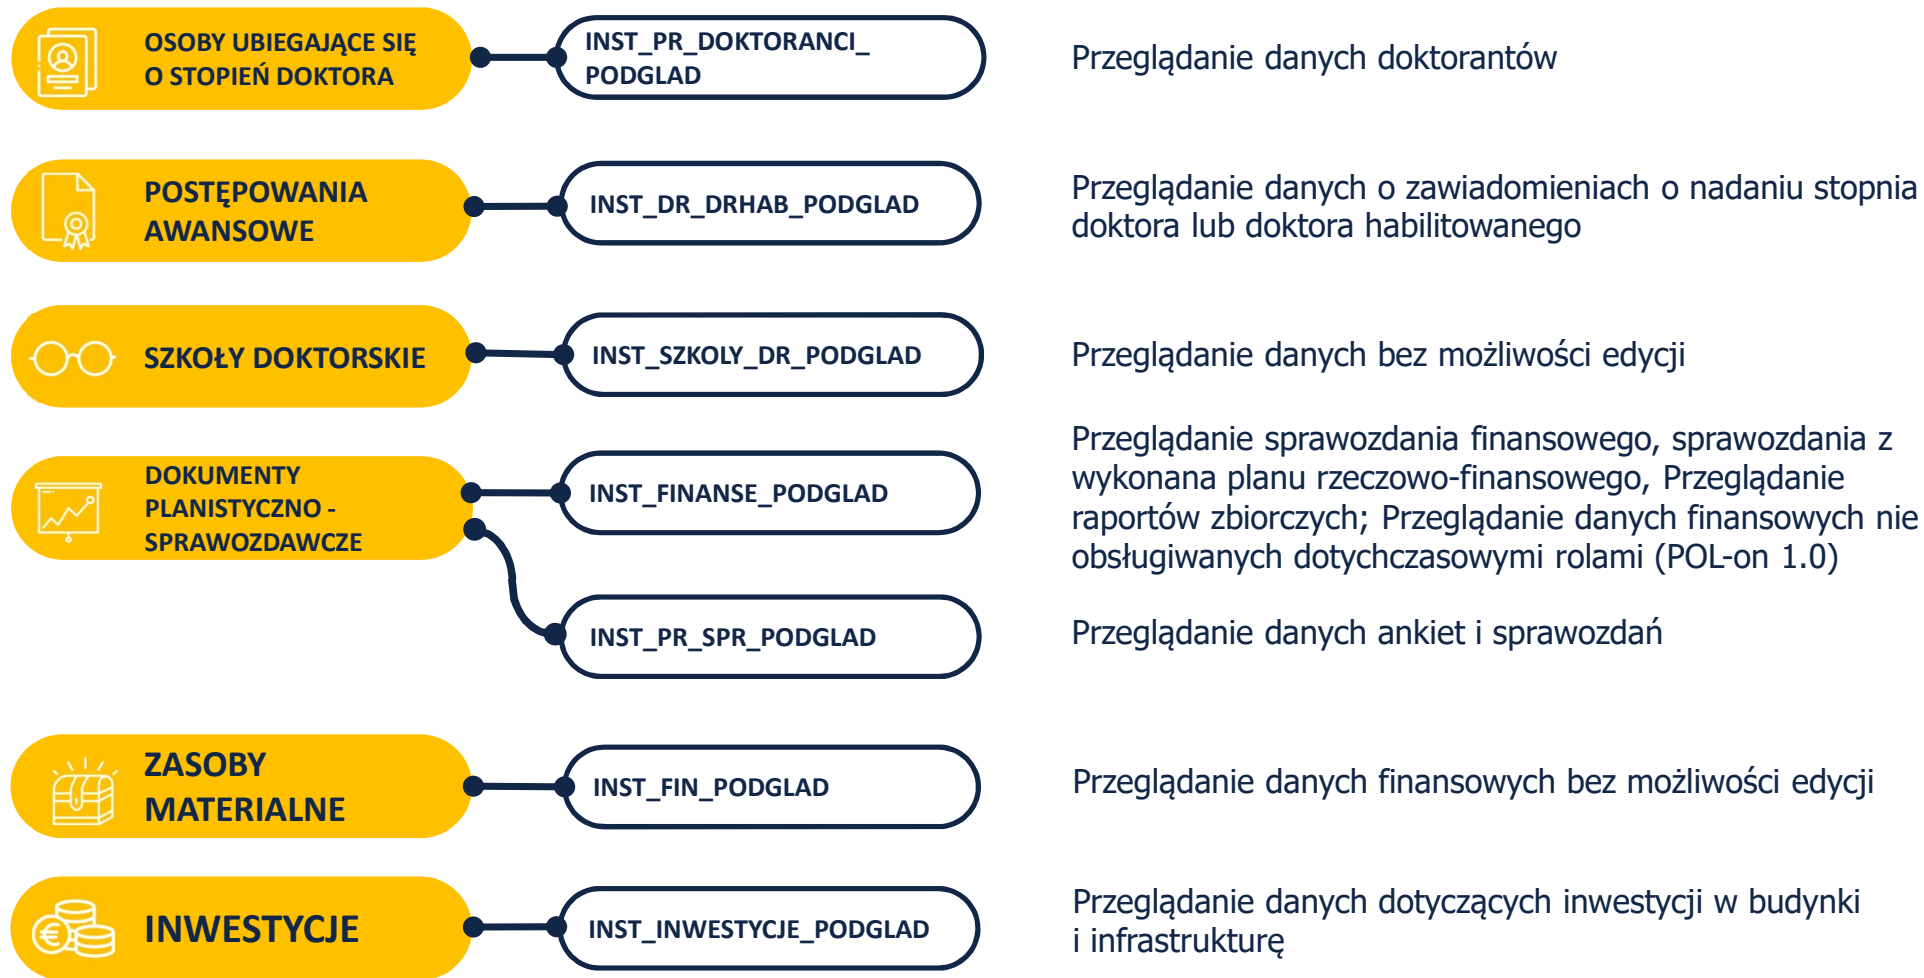 OSOBY UBIEGAJĄCE SIĘ
O STOPIEŃ DOKTORA
INST_PR_DOKTORANCI_
PODGLAD
Przeglądanie danych doktorantów
POSTĘPOWANIA
AWANSOWE
INST_DR_DRHAB_PODGLAD
Przeglądanie danych o zawiadomieniach o nadaniu stopnia
doktora lub doktora habilitowanego
SZKOŁY DOKTORSKIE
INST_SZKOLY_DR_PODGLAD
Przeglądanie danych bez możliwości edycji
DOKUMENTY
PLANISTYCZNO -
SPRAWOZDAWCZE
INST_FINANSE_PODGLAD
Przeglądanie sprawozdania finansowego, sprawozdania z
wykonana planu rzeczowo-finansowego, Przeglądanie
raportów zbiorczych; Przeglądanie danych finansowych nie
obsługiwanych dotychczasowymi rolami (POL-on 1.0)
INST_PR_SPR_PODGLAD
Przeglądanie danych ankiet i sprawozdań
ZASOBY
MATERIALNE
INST_FIN_PODGLAD
Przeglądanie danych finansowych bez możliwości edycji
INWESTYCJE
INST_INWESTYCJE_PODGLAD
Przeglądanie danych dotyczących inwestycji w budynki
i infrastrukturę